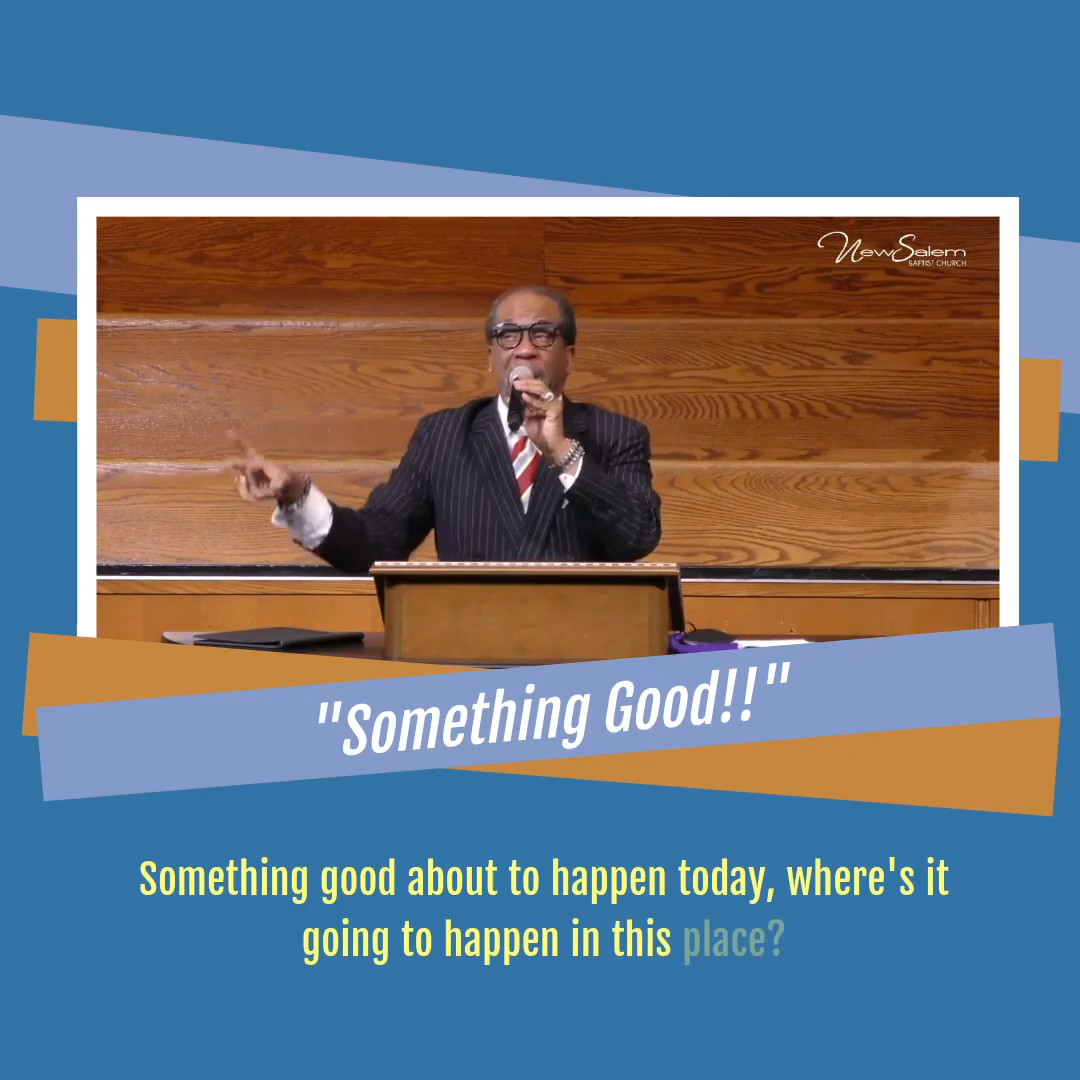 NewSalem
BAPTIST CHURCH
"Something Good!!"
Something good about to happen today, where's it
going to happen in this place?